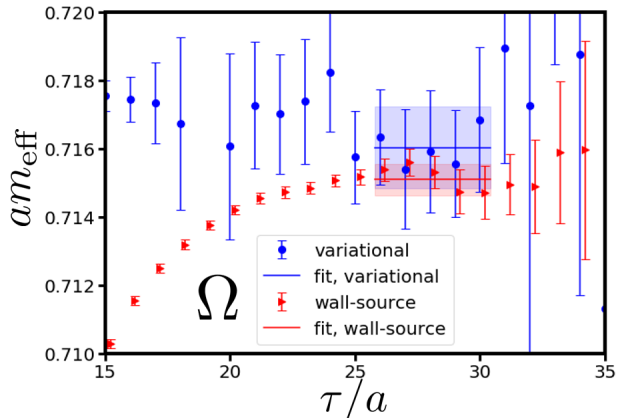 0.720
0.718
0.716
0.714
0.712
0.710
am_eff
Ω
variational
fit, variational
wall-source
fit, wall-source
15 20 25 30 35
τ/a